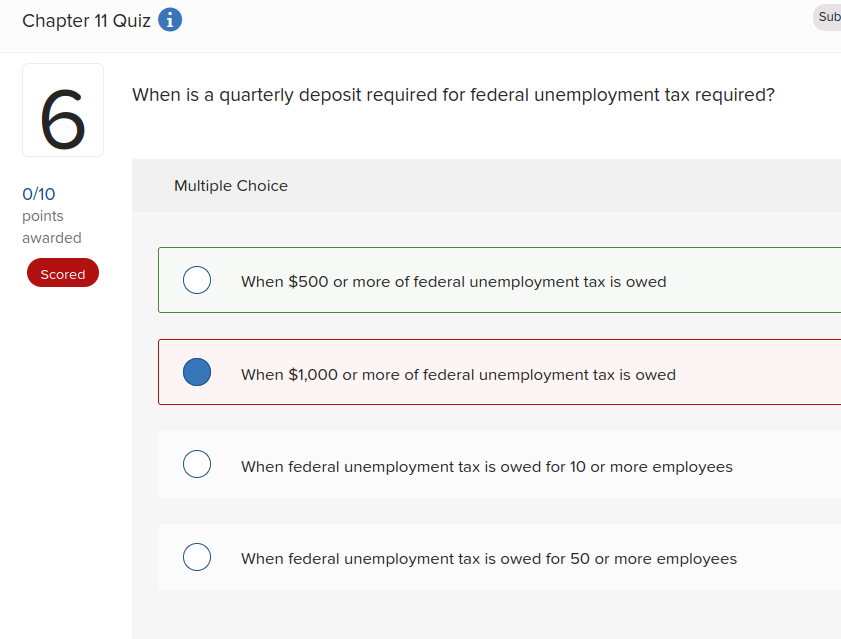 Chapter 11 Quiz i
Sub
6
When is a quarterly deposit required for federal unemployment tax required?
Multiple Choice
0/10
points
awarded
Scored
When $500 or more of federal unemployment tax is owed
When $1,000 or more of federal unemployment tax is owed
When federal unemployment tax is owed for 10 or more employees
When federal unemployment tax is owed for 50 or more employees